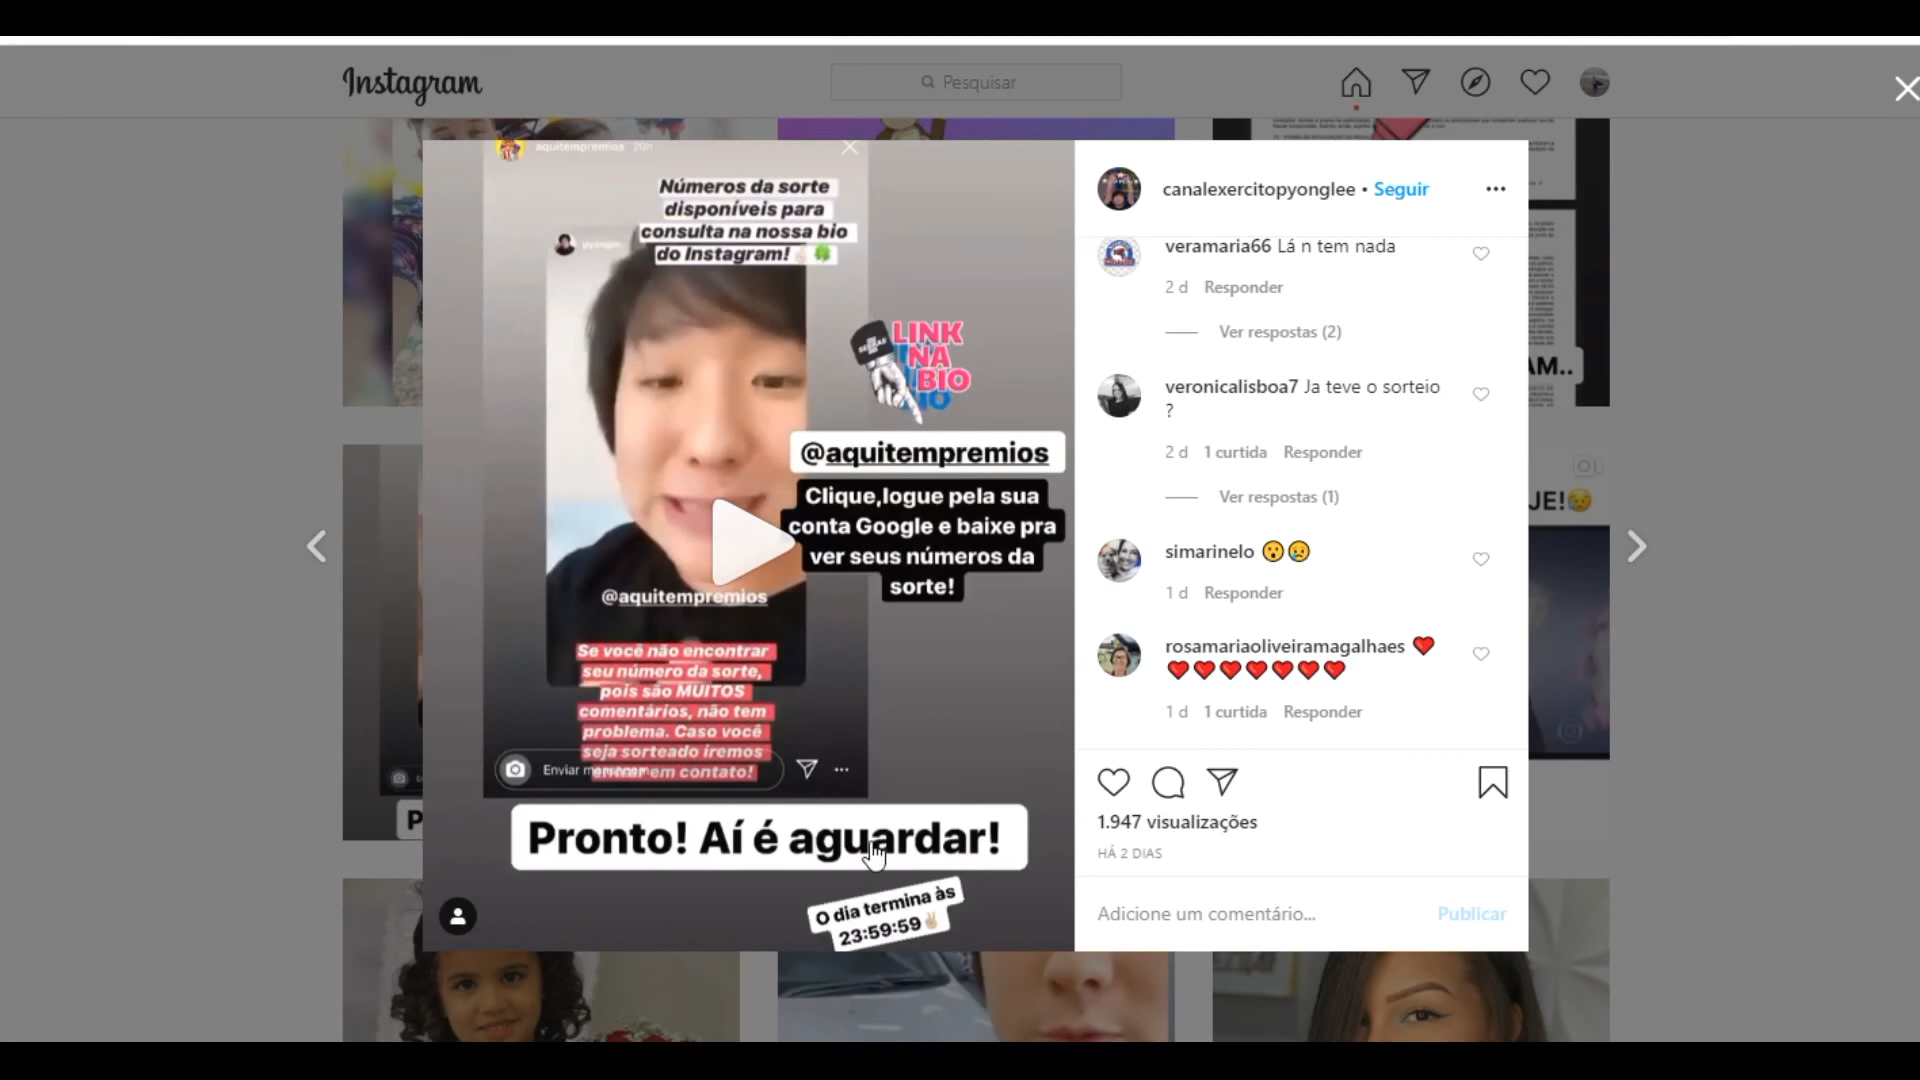 Instagram
Pesquisar
aquitempremios 20h
Números da sorte
disponíveis para
consulta na nossa bio
do Instagram! 🍀
LINK
NA
BIO
@aquitempremios
Clique,logue pela sua
conta Google e baixe pra
ver seus números da
sorte!
@aquitempremios
Se você não encontrar
seu número da sorte,
pois são MUITOS
comentários, não tem
problema. Caso você
seja sorteado iremos
entrar em contato!
Enviar mensagem
Pronto! Aí é aguardar!
O dia termina às
23:59:59✌🏼
canalexercitopyonglee • Seguir
veramaria66 Lá n tem nada
2 d Responder
Ver respostas (2)
veronicalisboa7 Ja teve o sorteio
?
2 d 1 curtida Responder
Ver respostas (1)
simarinelo 😮😢
1 d Responder
rosamariaoliveiramagalhaes ❤️
❤️❤️❤️❤️❤️❤️❤️
1 d 1 curtida Responder
1.947 visualizações
HÁ 2 DIAS
Adicione um comentário... Publicar
AM..
JE!😥
P